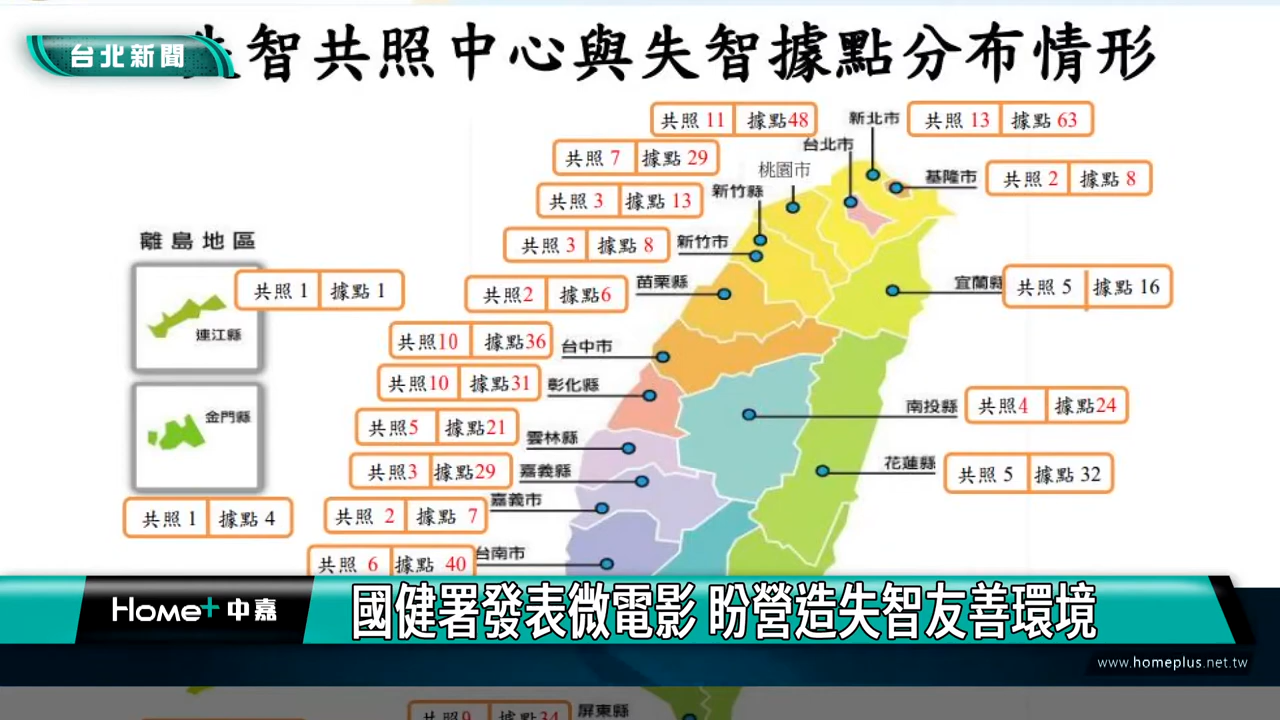 台北新聞
智共照中心與失智據點分布情形
共照 11 據點48
新北市
共照 13 據點 63
台北市
共照 7 據點 29
桃園市
基隆市
共照 2 據點 8
共照 3 據點 13
新竹縣
共照 3 據點 8
新竹市
離島地區
共照 1 據點 1
連江縣
共照2 據點6
苗栗縣
宜蘭縣
共照 5 據點 16
共照10 據點36
台中市
共照10 據點31
彰化縣
南投縣
共照4 據點24
金門縣
共照5 據點21
雲林縣
共照3 據點29
嘉義縣
花蓮縣
共照 5 據點 32
共照 1 據點 4
共照 2 據點 7
嘉義市
共照 6 據點 40
台南市
Home+中嘉
國健署發表微電影 盼營造失智友善環境
www.homeplus.net.tw
共照9 據點34
屏東縣